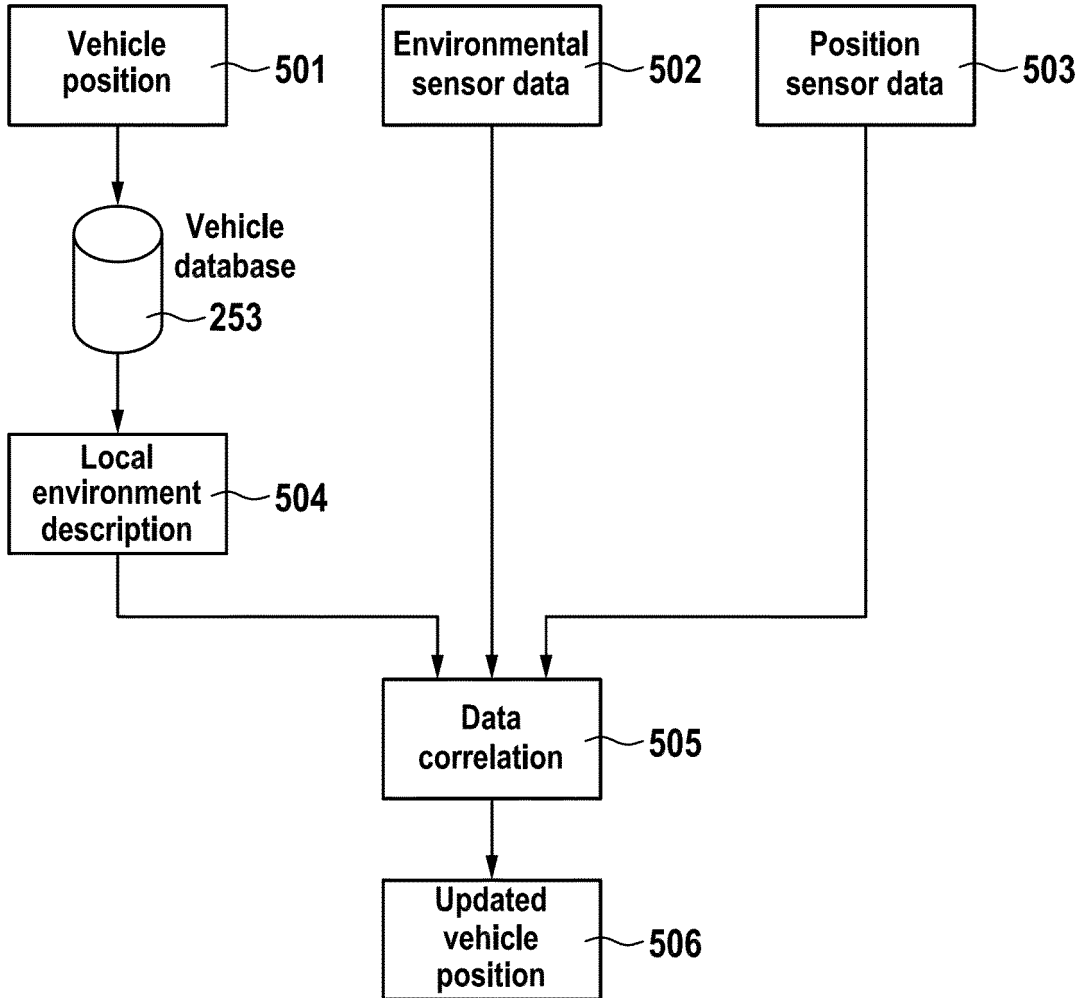 Vehicle
position
501
Environmental
sensor data
502
Position
sensor data
503
Vehicle
database
253
Local
environment
description
504
Data
correlation
505
Updated
vehicle
position
506